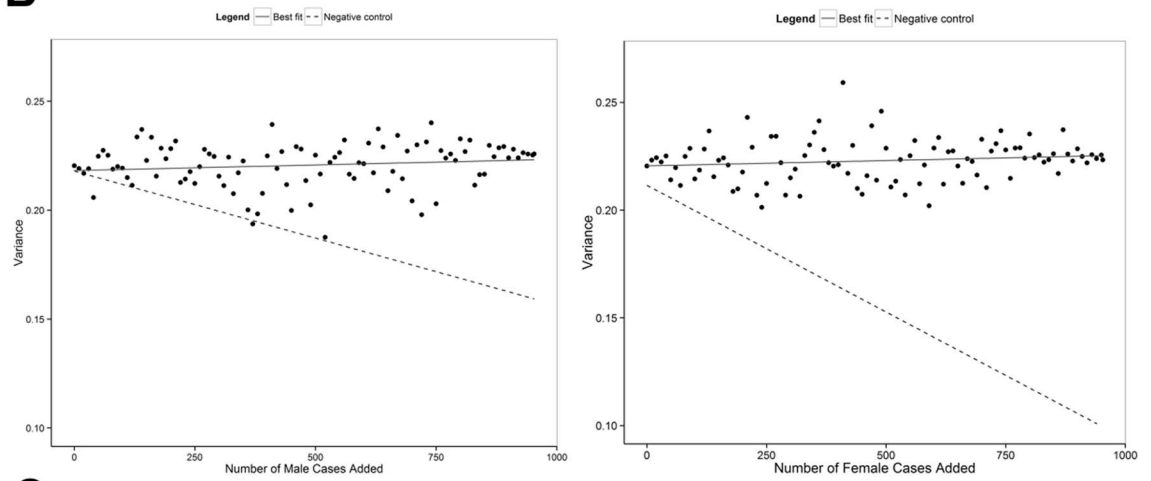 Legend Best fit Negative control
0.25
0.20
0.15
0.10
Variance
0 250 500 750 1000
Number of Male Cases Added
Legend Best fit Negative control
0.25
0.20
0.15
0.10
Variance
0 250 500 750 1000
Number of Female Cases Added